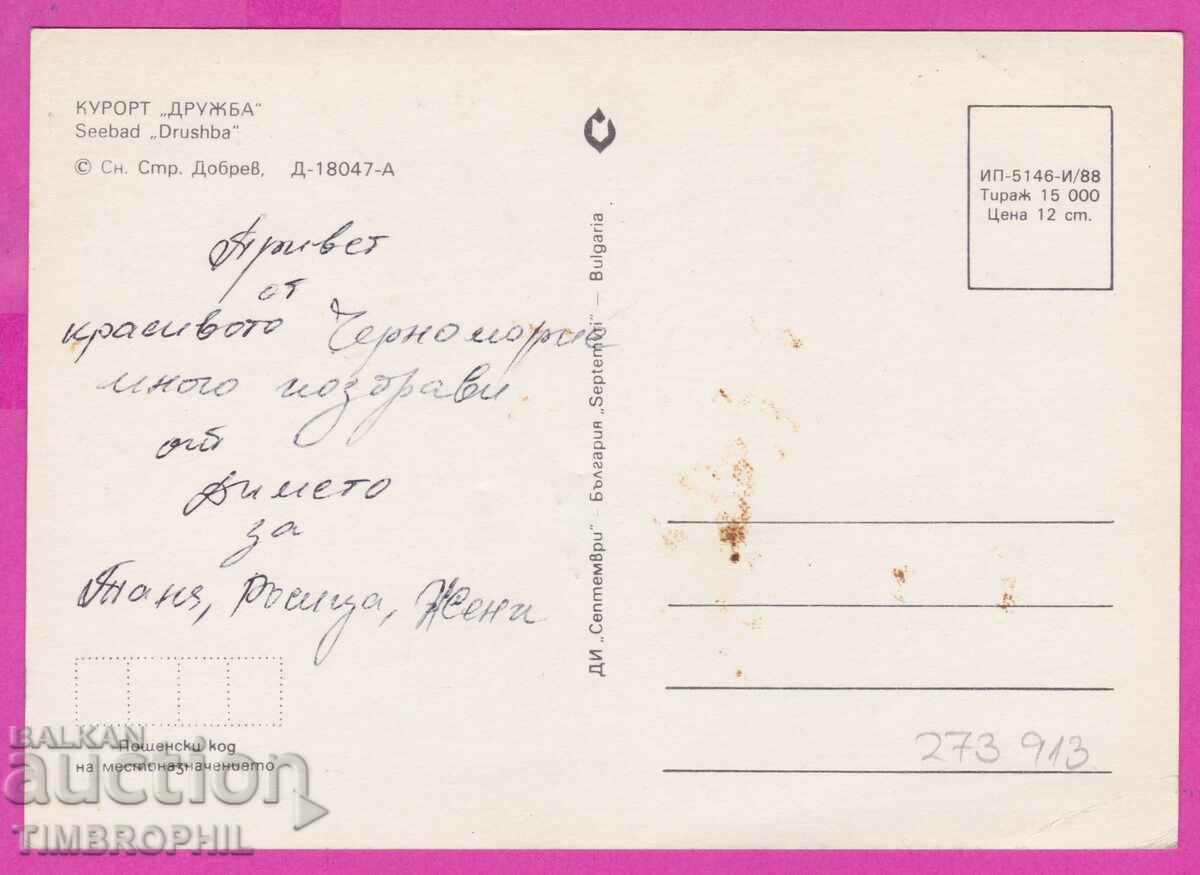 КУРОРТ „ДРУЖБА“
Seebad „Drushba“
© Сн. Стр. Добрев, Д-18047-А
Привет
от
красивото Черноморие
много поздрави
от
Димето
за
Таня, Росица, Жени
Пощенски код
на местоназначението
ДИ „Септември“ – България „Septemvri“ – Bulgaria
ИП-5146-И/88
Тираж 15 000
Цена 12 ст.
273 913
BALKAN
auction
TIMBROPHIL